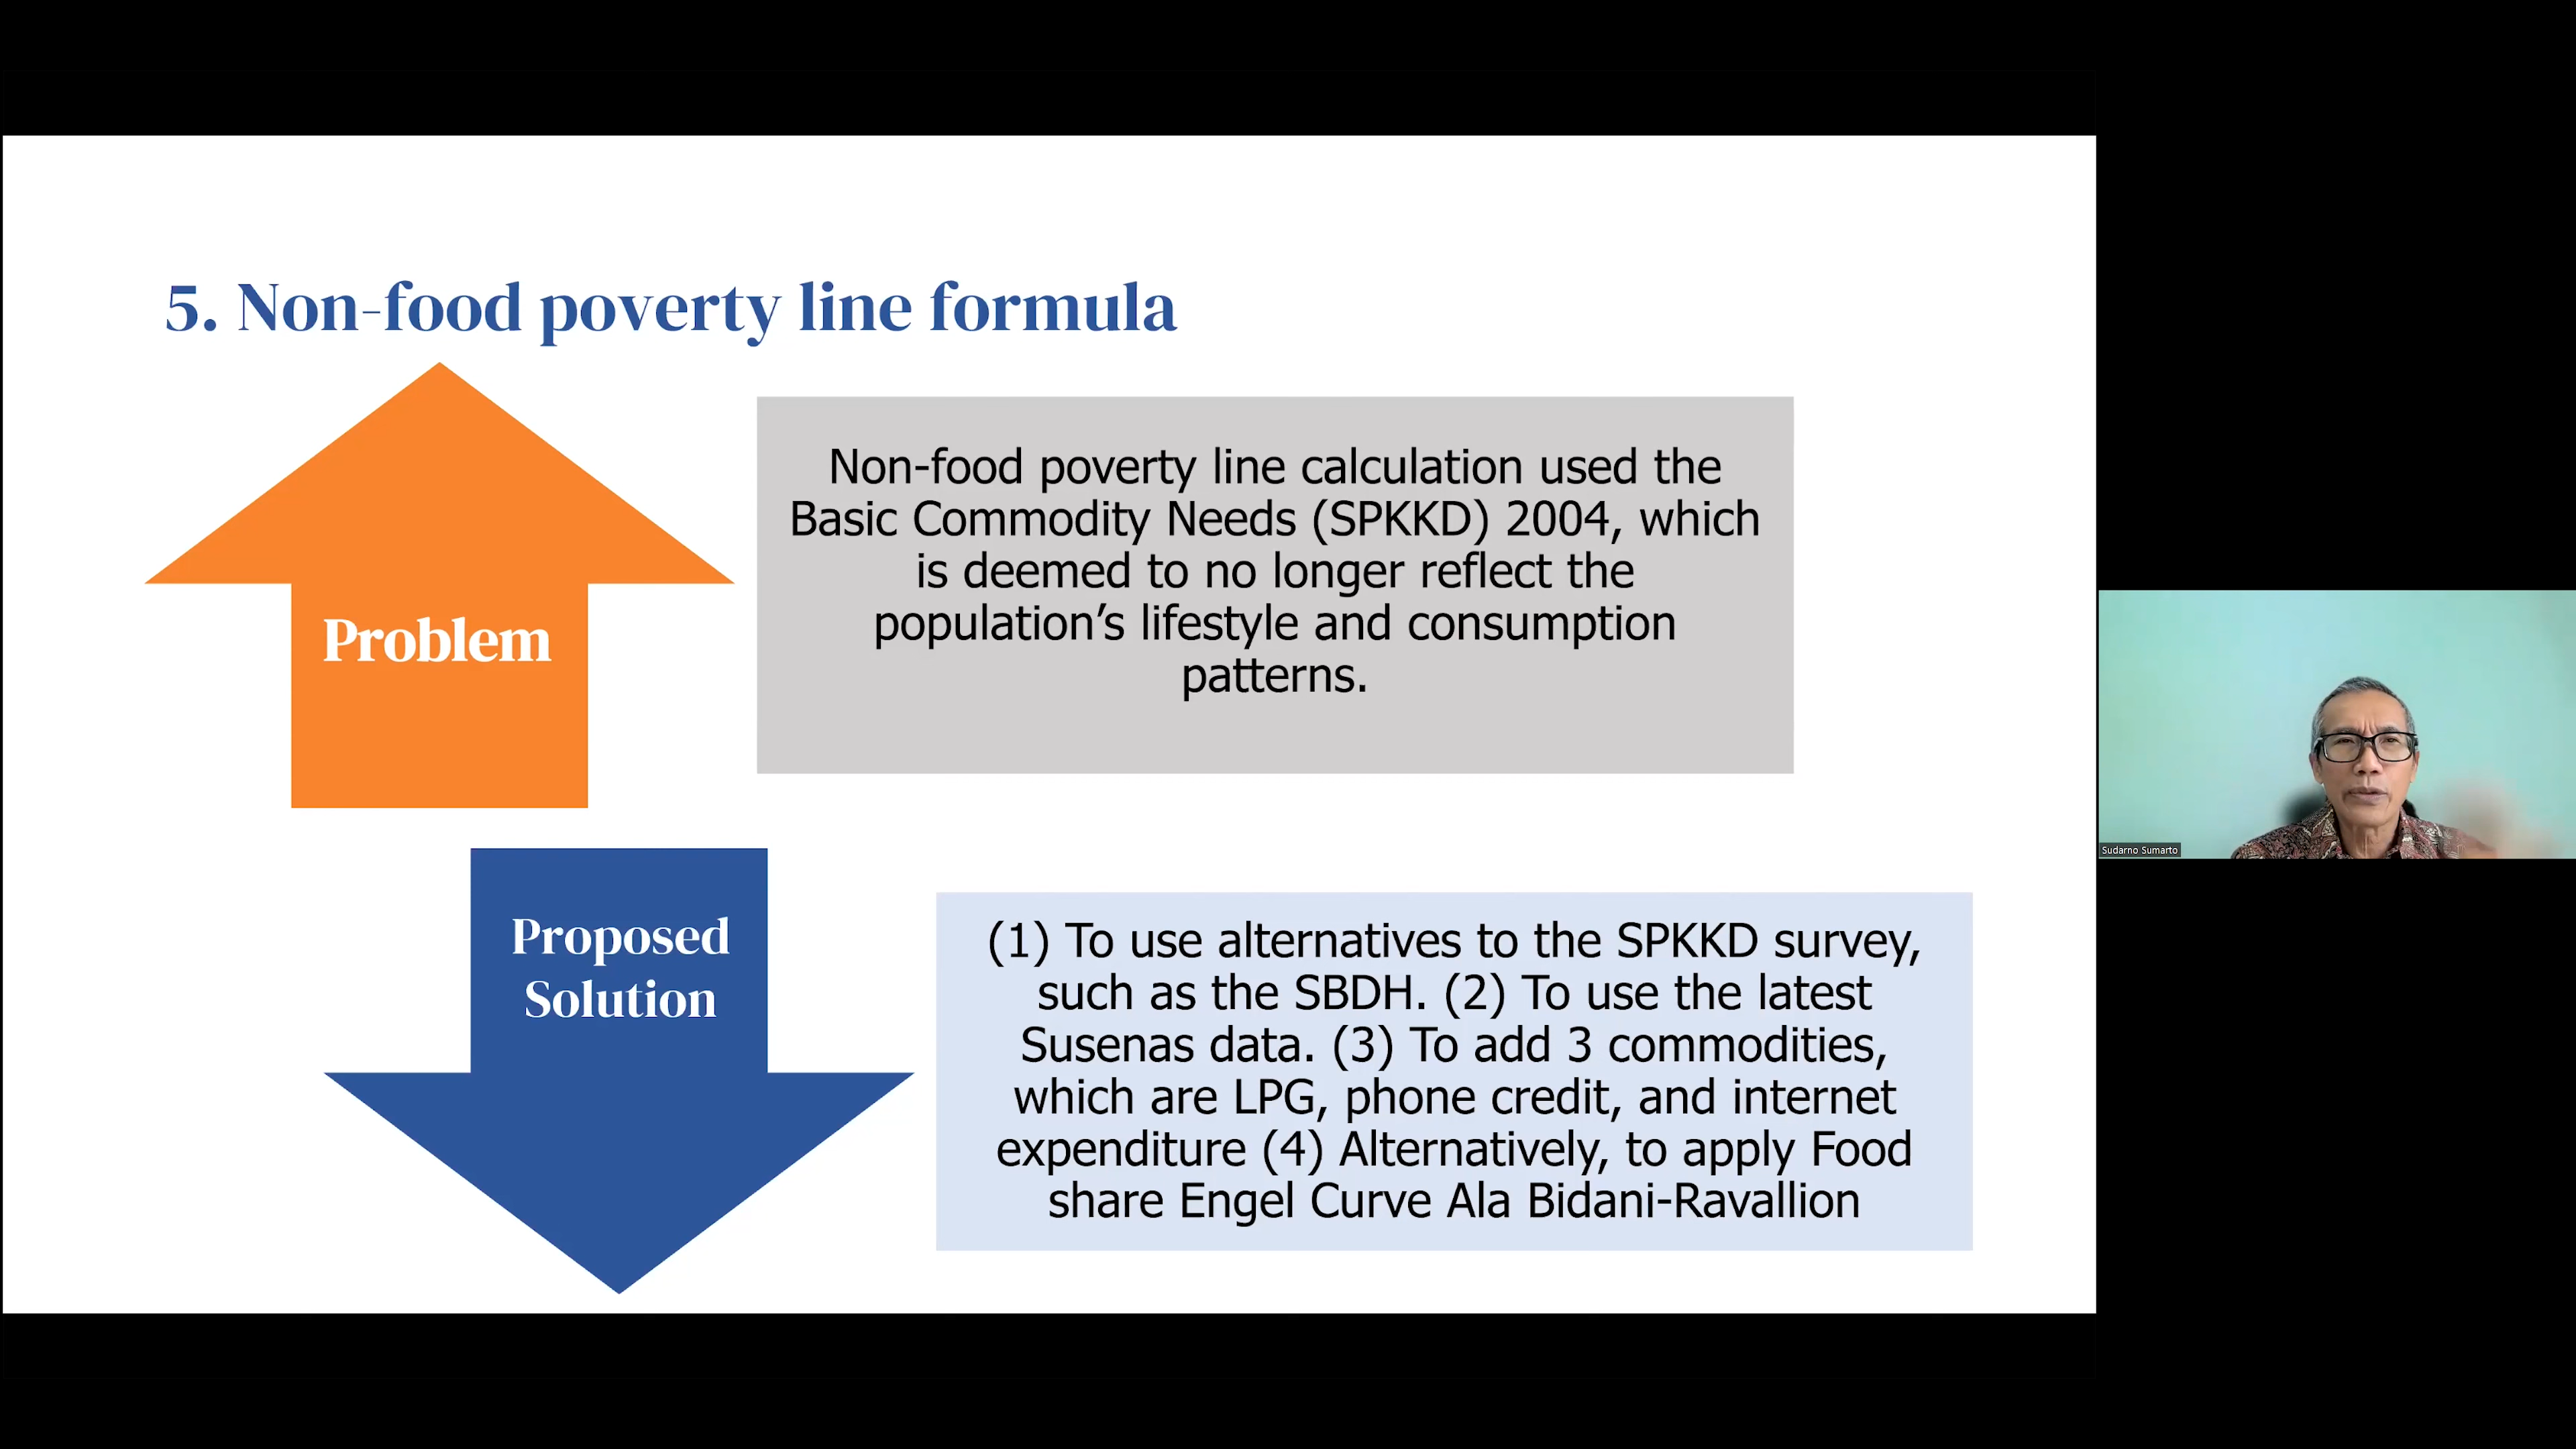 5. Non-food poverty line formula
Problem
Non-food poverty line calculation used the
Basic Commodity Needs (SPKKD) 2004, which
is deemed to no longer reflect the
population’s lifestyle and consumption
patterns.
Proposed
Solution
(1) To use alternatives to the SPKKD survey,
such as the SBDH. (2) To use the latest
Susenas data. (3) To add 3 commodities,
which are LPG, phone credit, and internet
expenditure (4) Alternatively, to apply Food
share Engel Curve Ala Bidani-Ravallion
Sudarno Sumarto